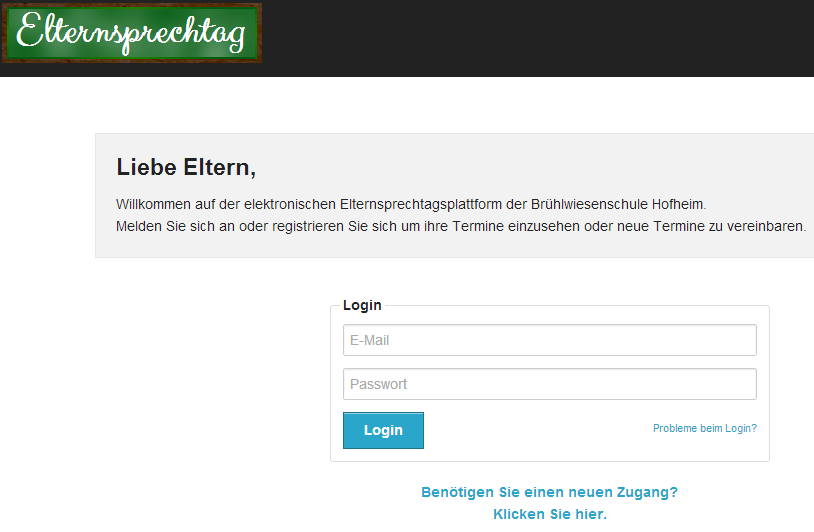 Elternsprechtag
Liebe Eltern,
Willkommen auf der elektronischen Elternsprechtagsplattform der Brühlwiesenschule Hofheim.
Melden Sie sich an oder registrieren Sie sich um ihre Termine einzusehen oder neue Termine zu vereinbaren.
Login
E-Mail
Passwort
Login
Probleme beim Login?
Benötigen Sie einen neuen Zugang?
Klicken Sie hier.